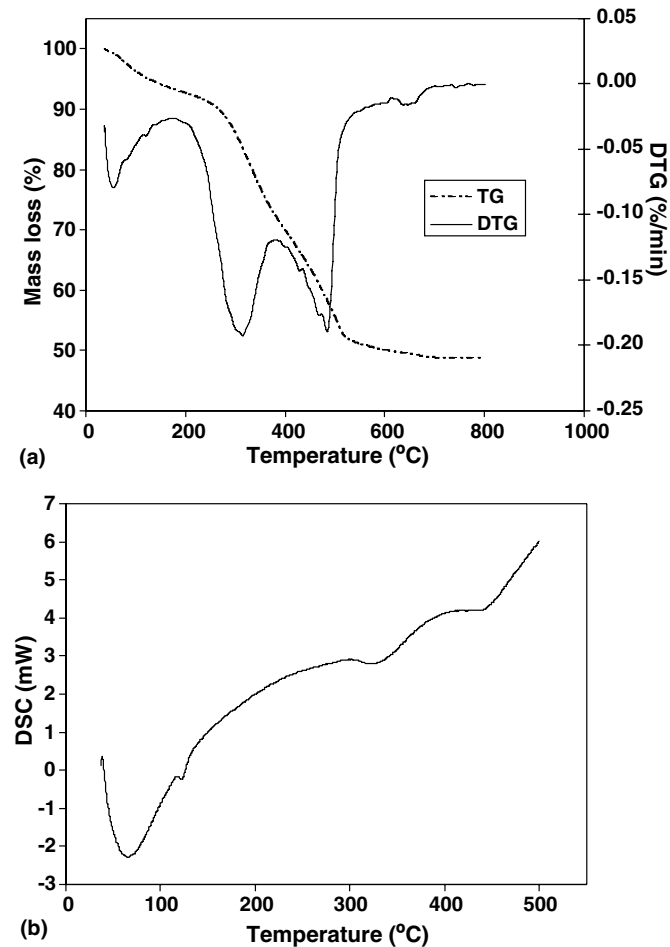 0.05
100
0.00
90
-0.05
80
TG
DTG
-0.10
70
-0.15
60
-0.20
50
-0.25
40
Mass loss (%)
DTG (%/min)
0 200 400 600 800 1000
Temperature (°C)
(a)
7
6
5
4
3
2
1
0
-1
-2
-3
DSC (mW)
0 100 200 300 400 500
Temperature (°C)
(b)